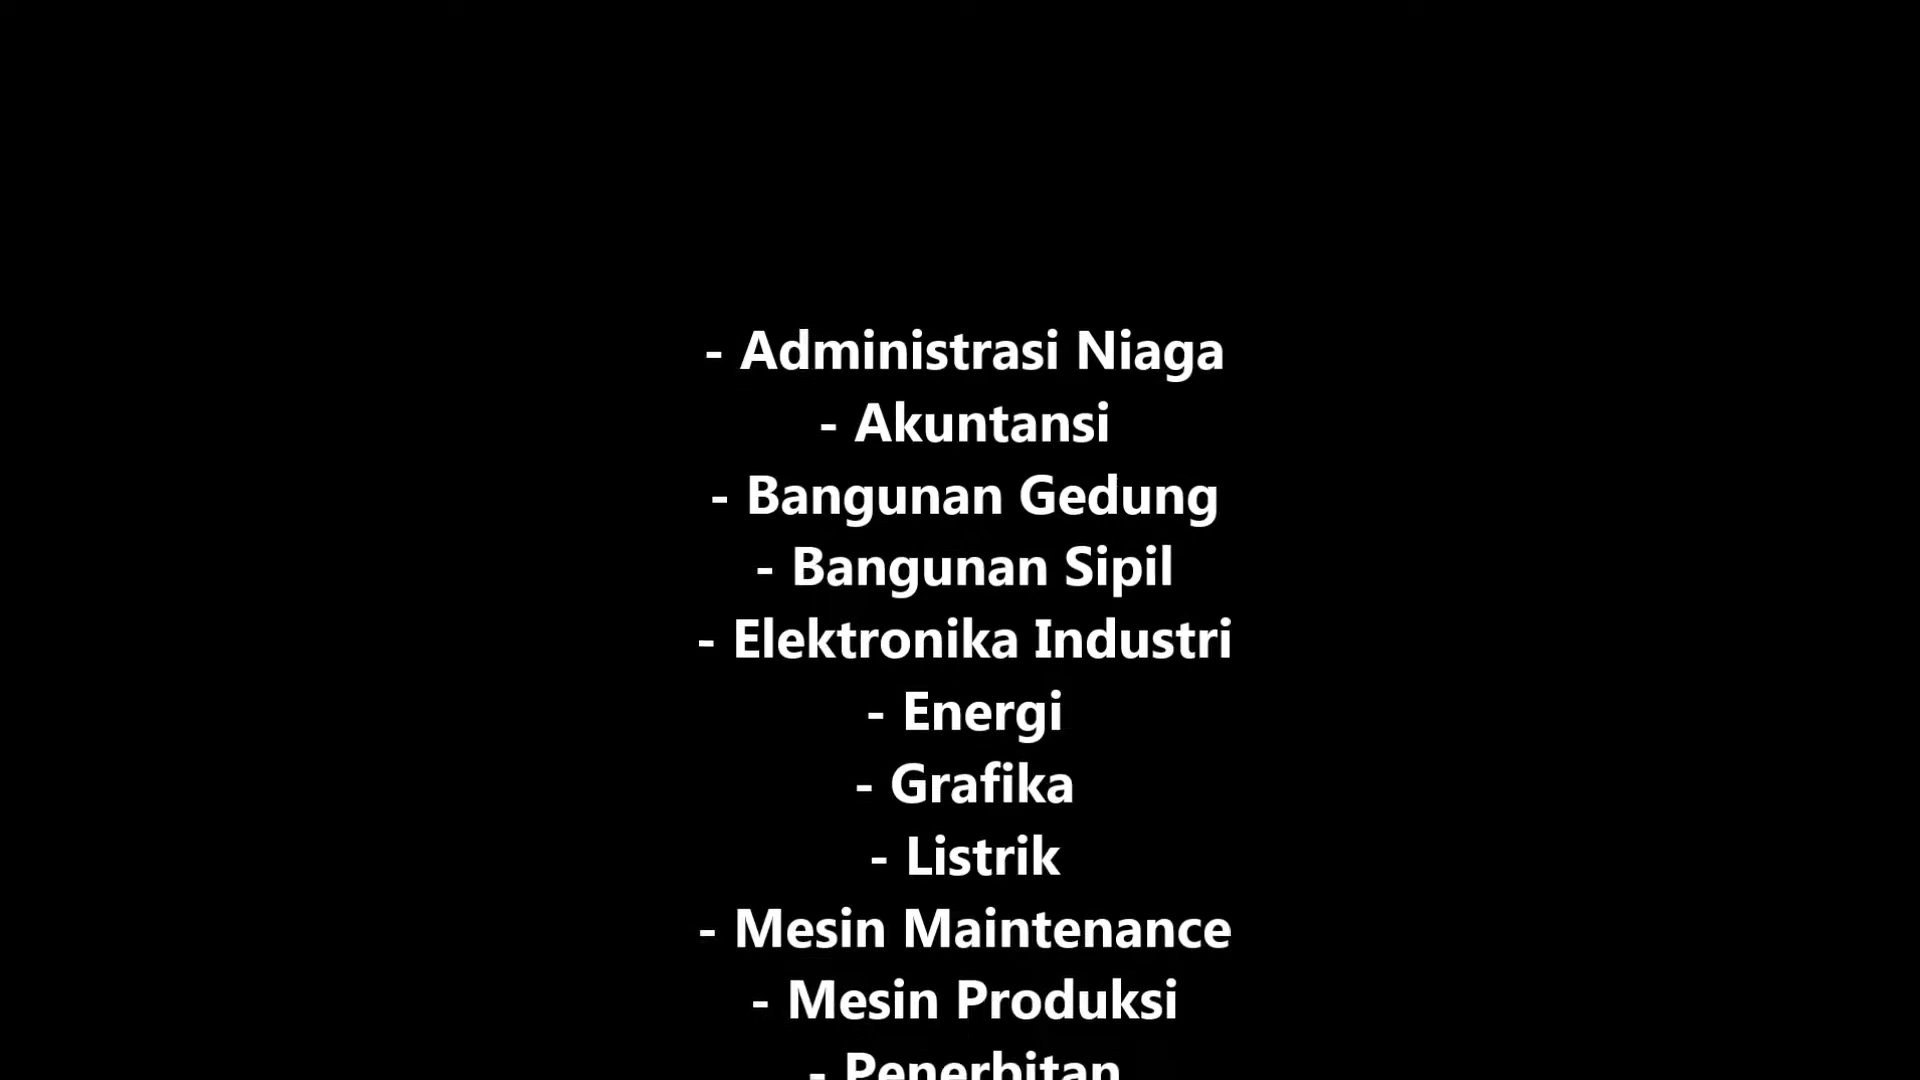 - Administrasi Niaga
- Akuntansi
- Bangunan Gedung
- Bangunan Sipil
- Elektronika Industri
- Energi
- Grafika
- Listrik
- Mesin Maintenance
- Mesin Produksi
- Penerbitan